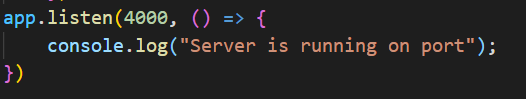 app.listen(4000, () => {
    console.log("Server is running on port");
})